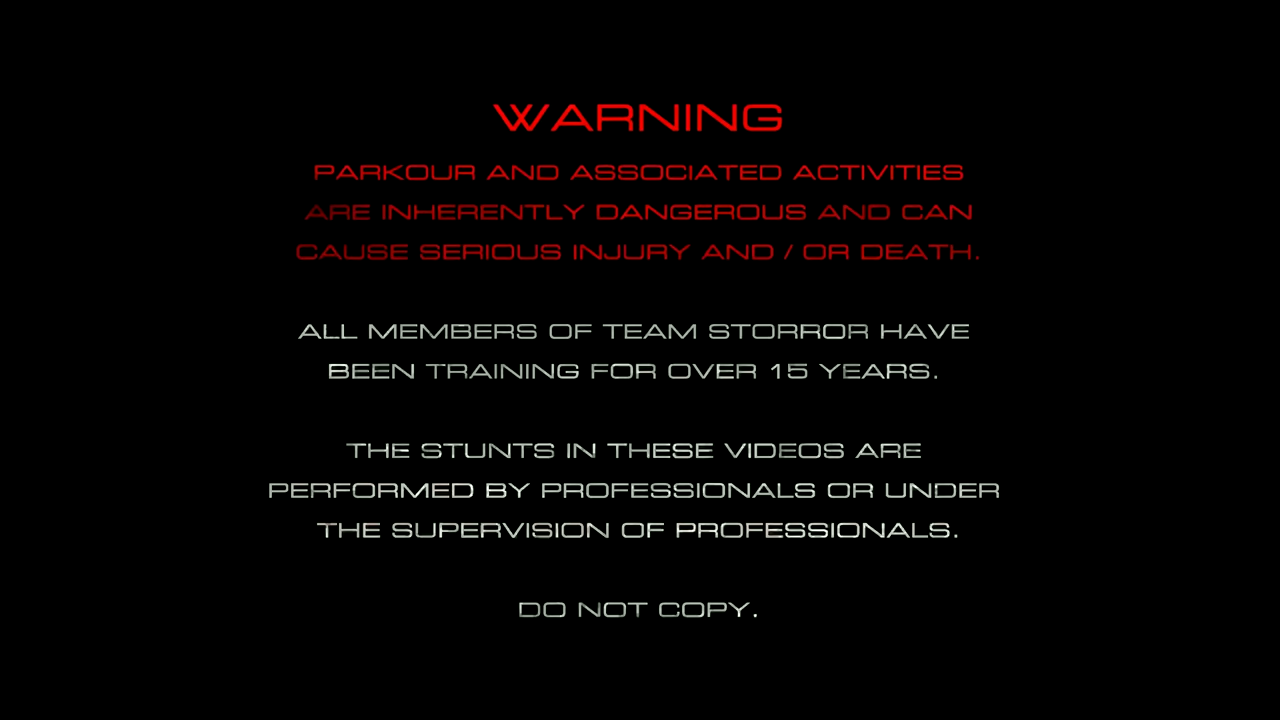 WARNING
PARKOUR AND ASSOCIATED ACTIVITIES
ARE INHERENTLY DANGEROUS AND CAN
CAUSE SERIOUS INJURY AND / OR DEATH.
ALL MEMBERS OF TEAM STORROR HAVE
BEEN TRAINING FOR OVER 15 YEARS.
THE STUNTS IN THESE VIDEOS ARE
PERFORMED BY PROFESSIONALS OR UNDER
THE SUPERVISION OF PROFESSIONALS.
DO NOT COPY.